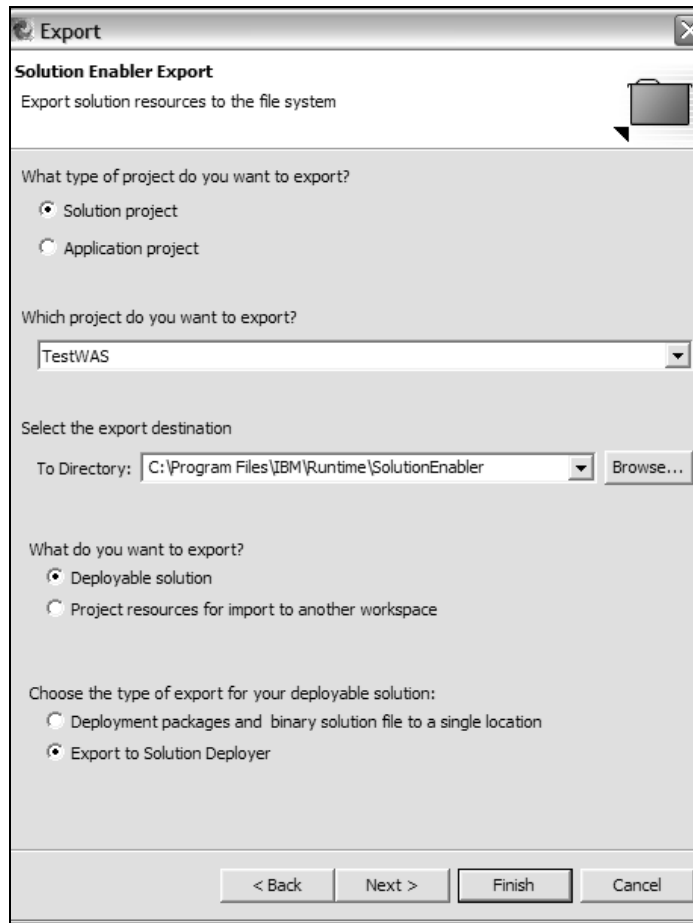 Export
Solution Enabler Export
Export solution resources to the file system
What type of project do you want to export?
Solution project
Application project
Which project do you want to export?
TestWAS
Select the export destination
To Directory: C:\Program Files\IBM\Runtime\SolutionEnabler Browse...
What do you want to export?
Deployable solution
Project resources for import to another workspace
Choose the type of export for your deployable solution:
Deployment packages and binary solution file to a single location
Export to Solution Deployer
< Back Next > Finish Cancel